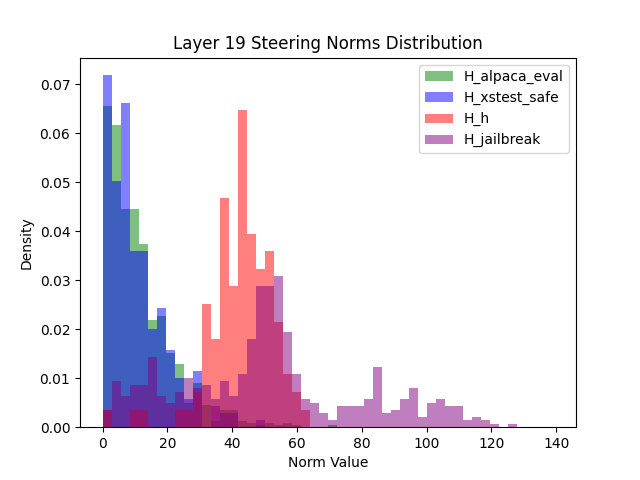 Layer 19 Steering Norms Distribution
H_alpaca_eval
H_xstest_safe
H_h
H_jailbreak
Density
0.07
0.06
0.05
0.04
0.03
0.02
0.01
0.00
0 20 40 60 80 100 120 140
Norm Value